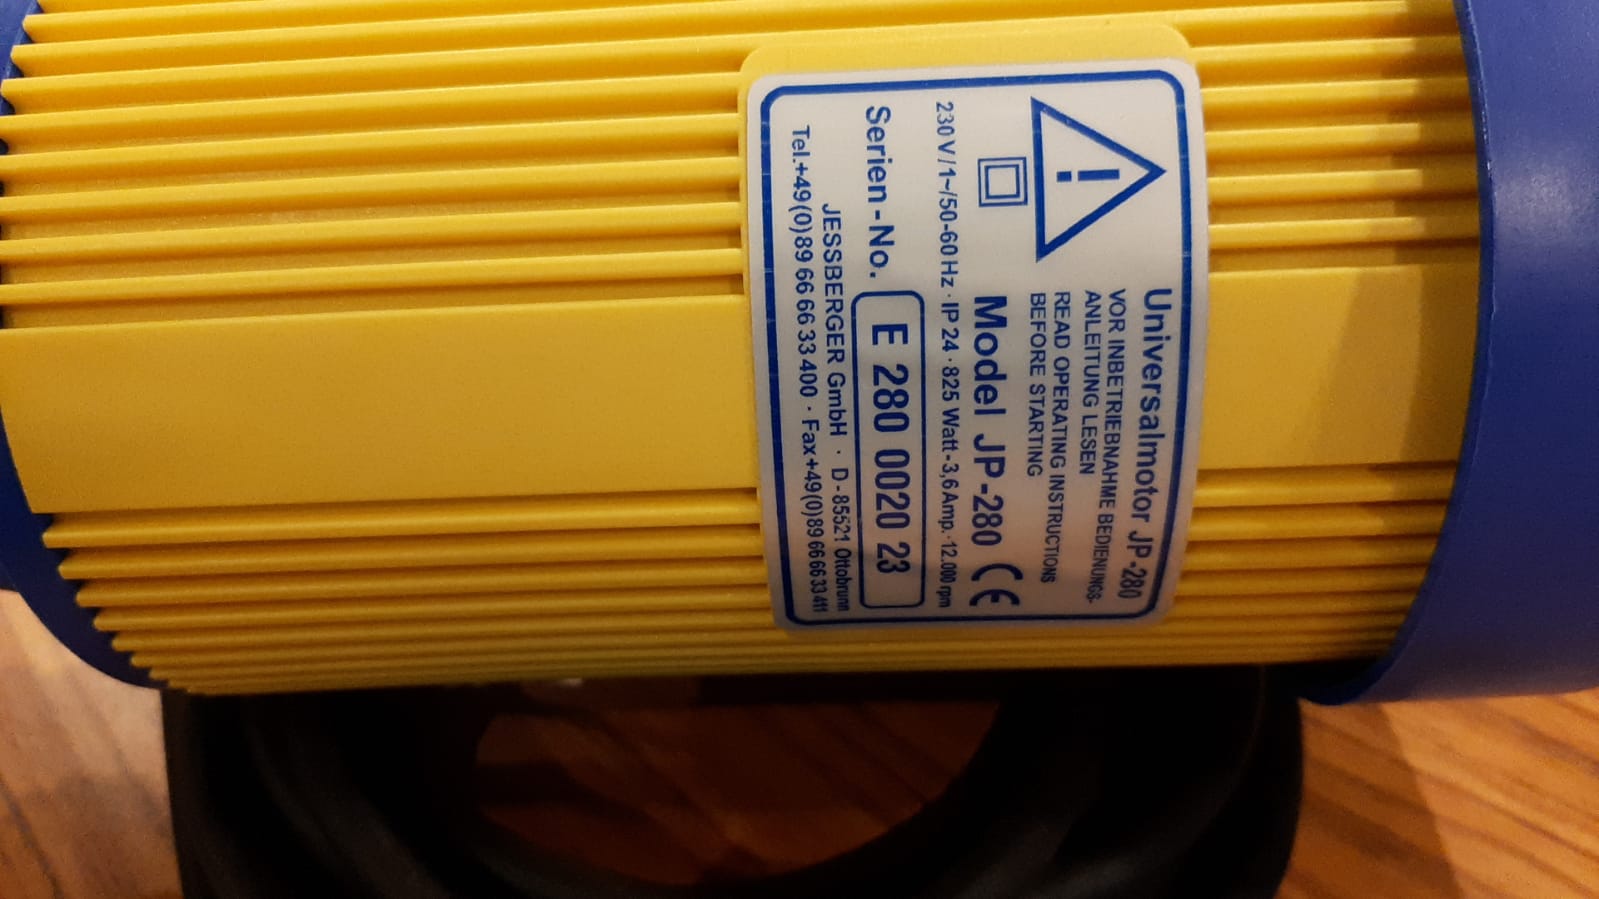 Universalmotor JP-280
VOR INBETRIEBNAHME BEDIENUNGS-
ANLEITUNG LESEN
READ OPERATING INSTRUCTIONS
BEFORE STARTING
Model JP-280 CE
230 V/1~/50-60 Hz · IP 24 · 825 Watt - 3,6 Amp. · 12.000 rpm
Serien-No. E 280 0020 23
JESSBERGER GmbH · D-85521 Ottobrunn
Tel.+49(0)89 66 66 33 400 · Fax+49(0)89 66 66 33 411